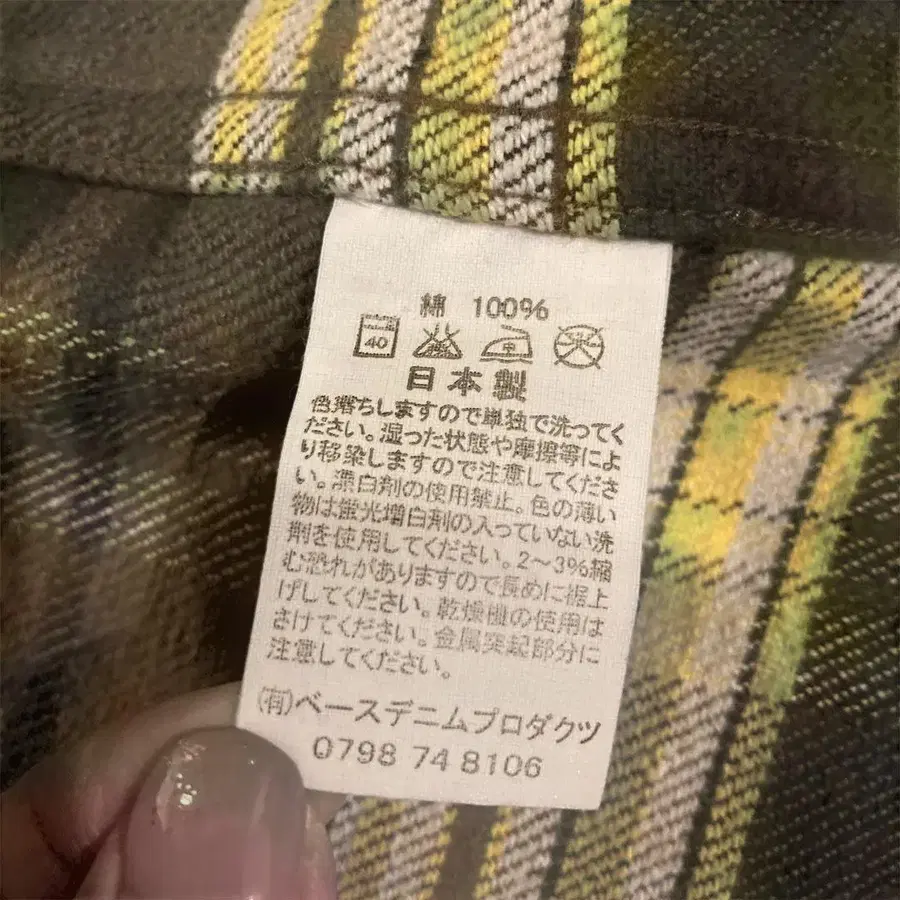 綿 100%
40 中
日本製
色落ちしますので単独で洗ってく
ださい。湿った状態や摩擦等によ
り移染しますので注意してくださ
い。漂白剤の使用禁止。色の薄い
物は蛍光増白剤の入っていない洗
剤を使用してください。2～3%縮
む恐れがありますので長めに裾上
げしてください。乾燥機の使用は
さけてください。金属突起部分に
注意してください。
(有)ベースデニムプロダクツ
0798 74 8106